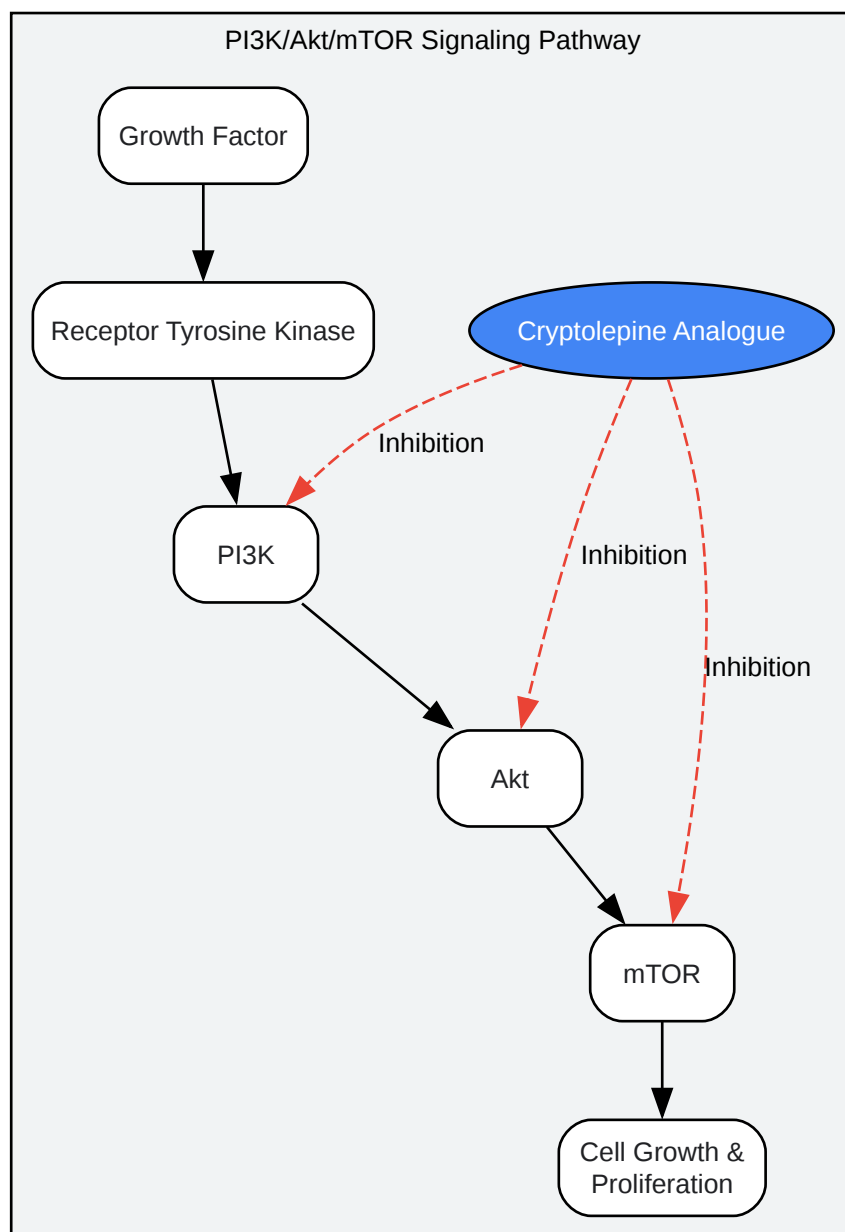 PI3K/Akt/mTOR Signaling Pathway
Growth Factor
Receptor Tyrosine Kinase
Cryptolepine Analogue
Inhibition
PI3K
Inhibition
Inhibition
Akt
mTOR
Cell Growth &
Proliferation